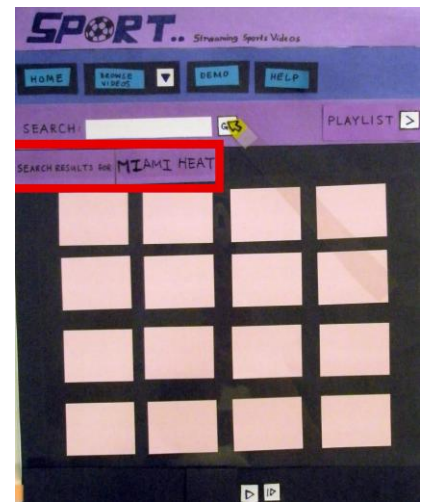 SPORT.. Streaming Sports Videos
HOME BROWSE VIDEOS ▼ DEMO HELP
SEARCH: GO PLAYLIST >
SEARCH RESULTS FOR MIAMI HEAT